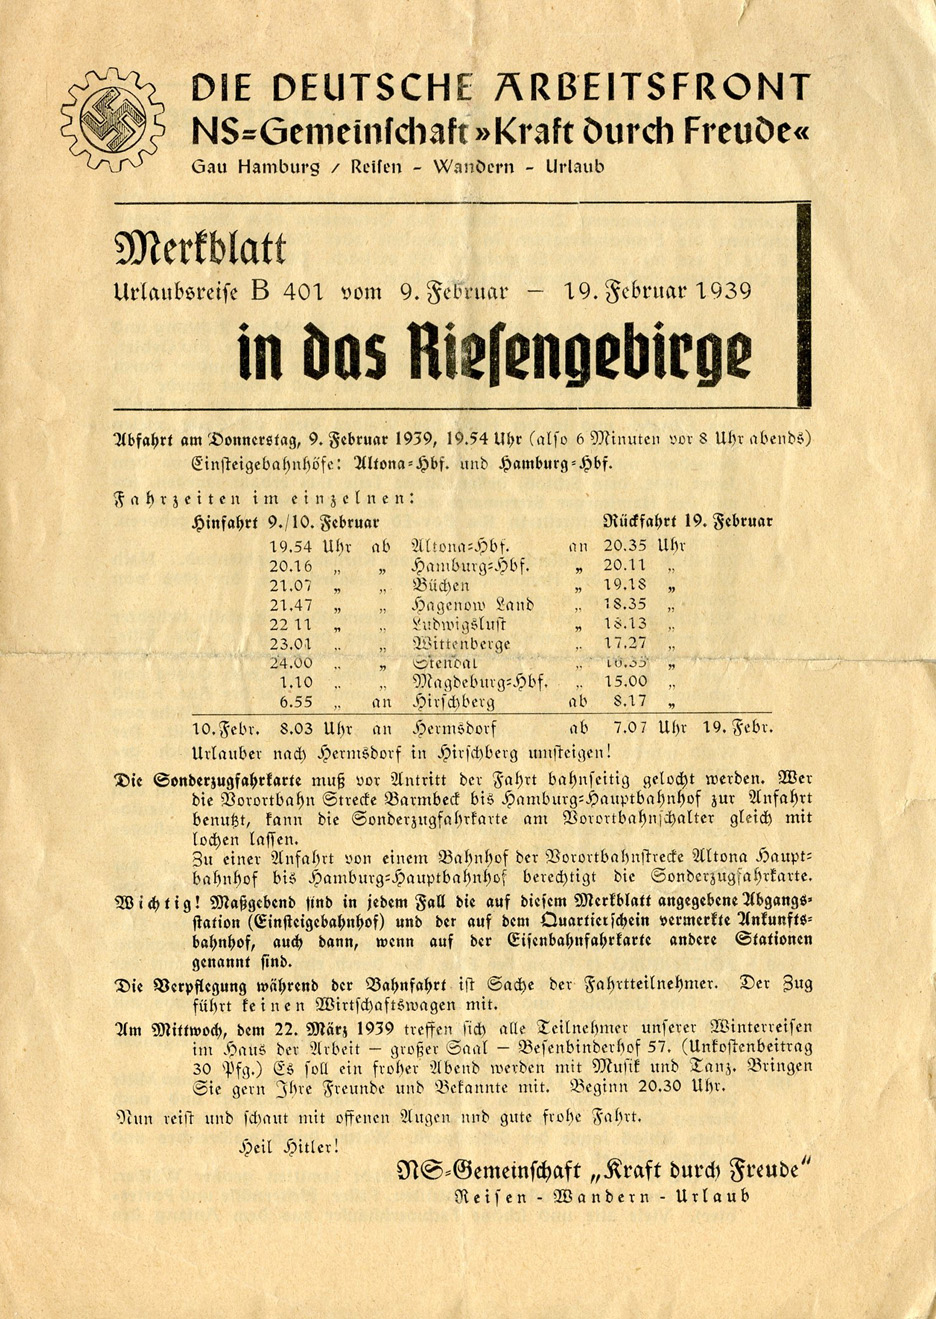 DIE DEUTSCHE ARBEITSFRONT
NS=Gemeinschaft »Kraft durch Freude«
Gau Hamburg / Reisen - Wandern - Urlaub
Merkblatt
Urlaubsreise B 401 vom 9. Februar — 19. Februar 1939
in das Riesengebirge
Abfahrt am Donnerstag, 9. Februar 1939, 19.54 Uhr (also 6 Minuten vor 8 Uhr abends)
Einsteigebahnhöfe: Altona=Hbf. und Hamburg=Hbf.
Fahrzeiten im einzelnen:
Hinfahrt 9./10. Februar Rückfahrt 19. Februar
19.54 Uhr ab Altona=Hbf. an 20.35 Uhr
20.16 „ „ Hamburg=Hbf. „ 20.11 „
21.07 „ „ Büchen „ 19.18 „
21.47 „ „ Hagenow Land „ 18.35 „
22 11 „ „ Ludwigslust „ 18.13 „
23.01 „ „ Wittenberge „ 17.27 „
24.00 „ „ Stendal „ 16.35 „
1.10 „ „ Magdeburg=Hbf. „ 15.00 „
6.55 „ an Hirschberg ab 8.17 „
10.Febr. 8.03 Uhr an Hermsdorf ab 7.07 Uhr 19. Febr.
Urlauber nach Hermsdorf in Hirschberg umsteigen!
Die Sonderzugfahrkarte muß vor Antritt der Fahrt bahnseitig gelocht werden. Wer
die Vorortbahn Strecke Barmbeck bis Hamburg=Hauptbahnhof zur Anfahrt
benutzt, kann die Sonderzugfahrkarte am Vorortbahnschalter gleich mit
lochen lassen.
Zu einer Anfahrt von einem Bahnhof der Vorortbahnstrecke Altona Haupt=
bahnhof bis Hamburg=Hauptbahnhof berechtigt die Sonderzugfahrkarte.
Wichtig! Maßgebend sind in jedem Fall die auf diesem Merkblatt angegebene Abgangs=
station (Einsteigebahnhof) und der auf dem Quartierschein vermerkte Ankunfts=
bahnhof, auch dann, wenn auf der Eisenbahnfahrkarte andere Stationen
genannt sind.
Die Verpflegung während der Bahnfahrt ist Sache der Fahrtteilnehmer. Der Zug
führt keinen Wirtschaftswagen mit.
Am Mittwoch, dem 22. März 1939 treffen sich alle Teilnehmer unserer Winterreisen
im Haus der Arbeit — großer Saal — Besenbinderhof 57. (Unkostenbeitrag
30 Pfg.) Es soll ein froher Abend werden mit Musik und Tanz. Bringen
Sie gern Ihre Freunde und Bekannte mit. Beginn 20.30 Uhr.
Nun reist und schaut mit offenen Augen und gute frohe Fahrt.
Heil Hitler!
NS=Gemeinschaft „Kraft durch Freude"
Reisen - Wandern - Urlaub